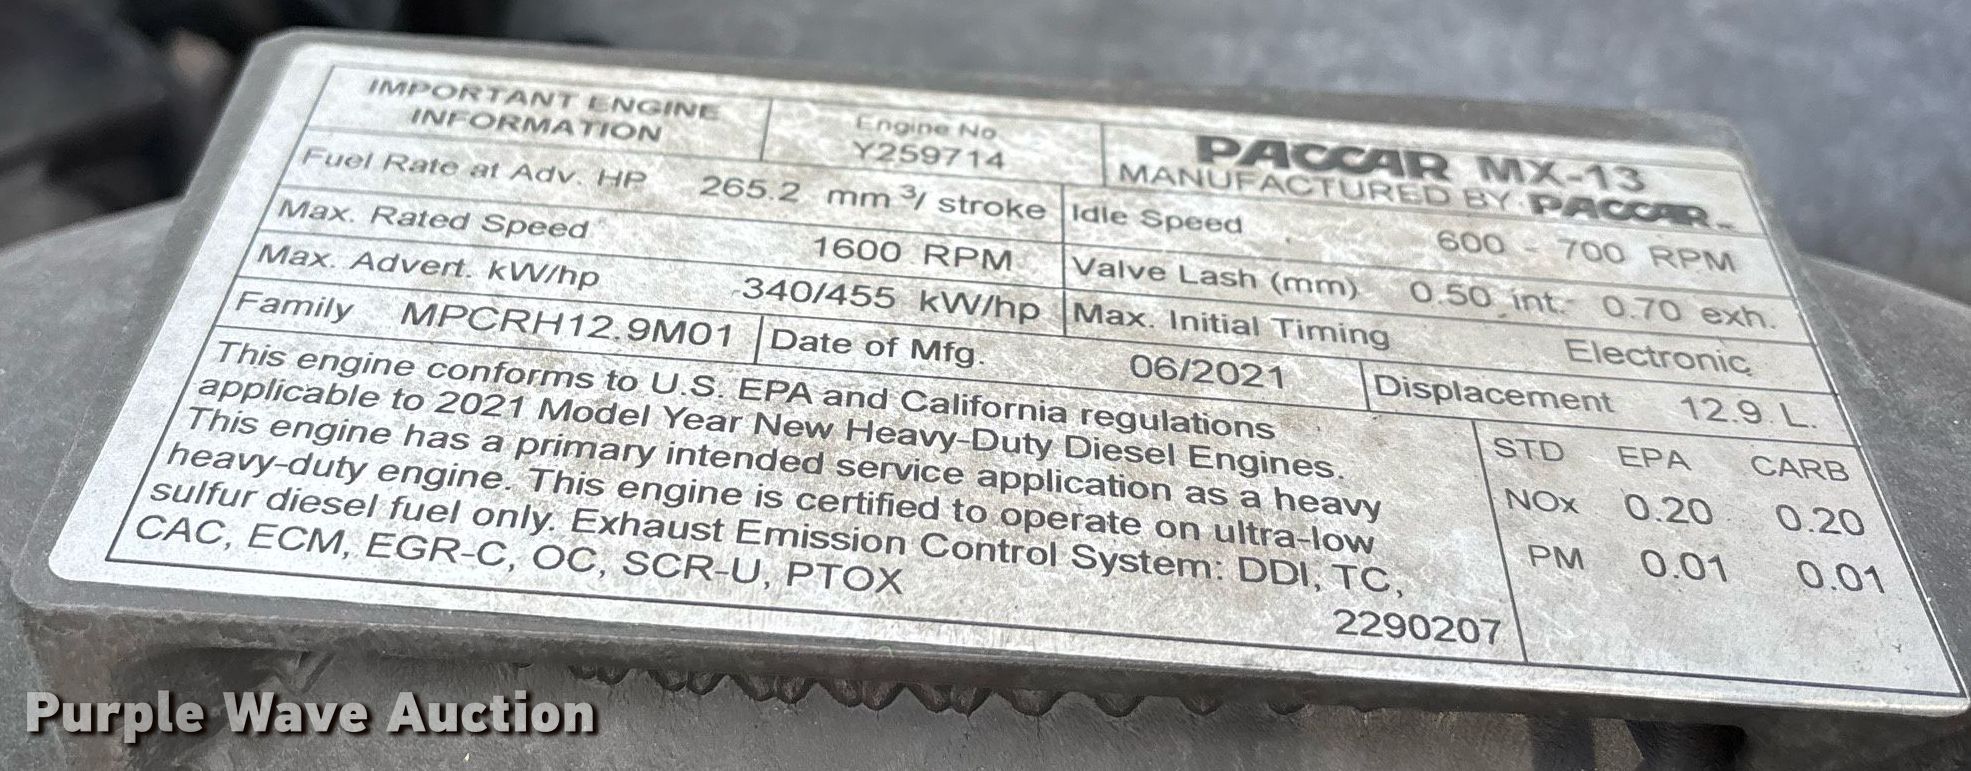 IMPORTANT ENGINE
INFORMATION
Engine No.
Y259714
PACCAR MX-13
MANUFACTURED BY PACCAR
Fuel Rate at Adv. HP 265.2 mm³/ stroke
Idle Speed 600 - 700 RPM
Max. Rated Speed 1600 RPM
Valve Lash (mm) 0.50 int. 0.70 exh.
Max. Advert. kW/hp 340/455 kW/hp
Max. Initial Timing Electronic
Family MPCRH12.9M01
Date of Mfg. 06/2021
Displacement 12.9 L.
This engine conforms to U.S. EPA and California regulations
applicable to 2021 Model Year New Heavy-Duty Diesel Engines.
This engine has a primary intended service application as a heavy
heavy-duty engine. This engine is certified to operate on ultra-low
sulfur diesel fuel only. Exhaust Emission Control System: DDI, TC,
CAC, ECM, EGR-C, OC, SCR-U, PTOX
2290207
STD EPA CARB
NOx 0.20 0.20
PM 0.01 0.01
Purple Wave Auction